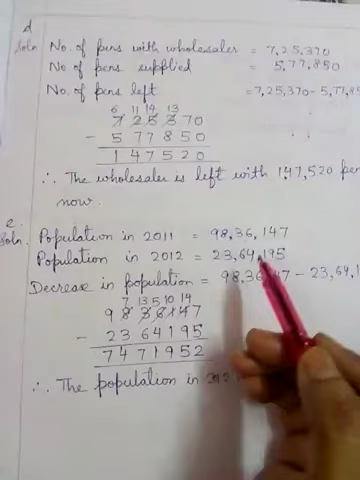 d
Soln No. of pens with wholesaler = 7,25,370
No. of pens supplied = 5,77,850
No. of pens left = 7,25,370 - 5,77,85
6 11 14 13
7 2 5 3 7 0
- 5 7 7 8 5 0
1 4 7 5 2 0
∴ The wholesaler is left with 147,520 pen
now.
e.
Soln. Population in 2011 = 98,36,147
Population in 2012 = 23,64,195
Decrease in population = 98,36,147 - 23,64,1
7 13 5 10 14
9 8 3 6 1 4 7
- 2 3 6 4 1 9 5
7 4 7 1 9 5 2
∴ The population in